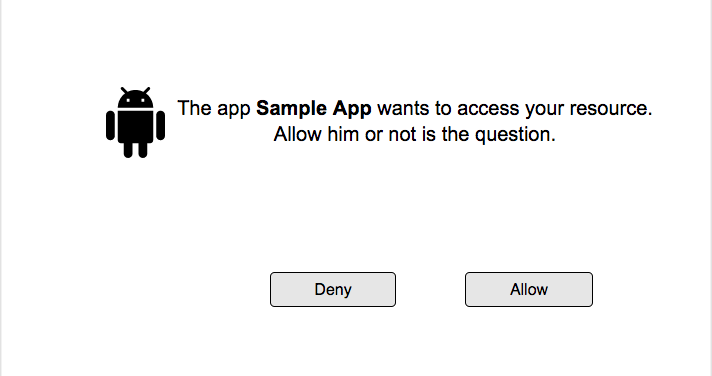 The app Sample App wants to access your resource.
Allow him or not is the question.
Deny
Allow